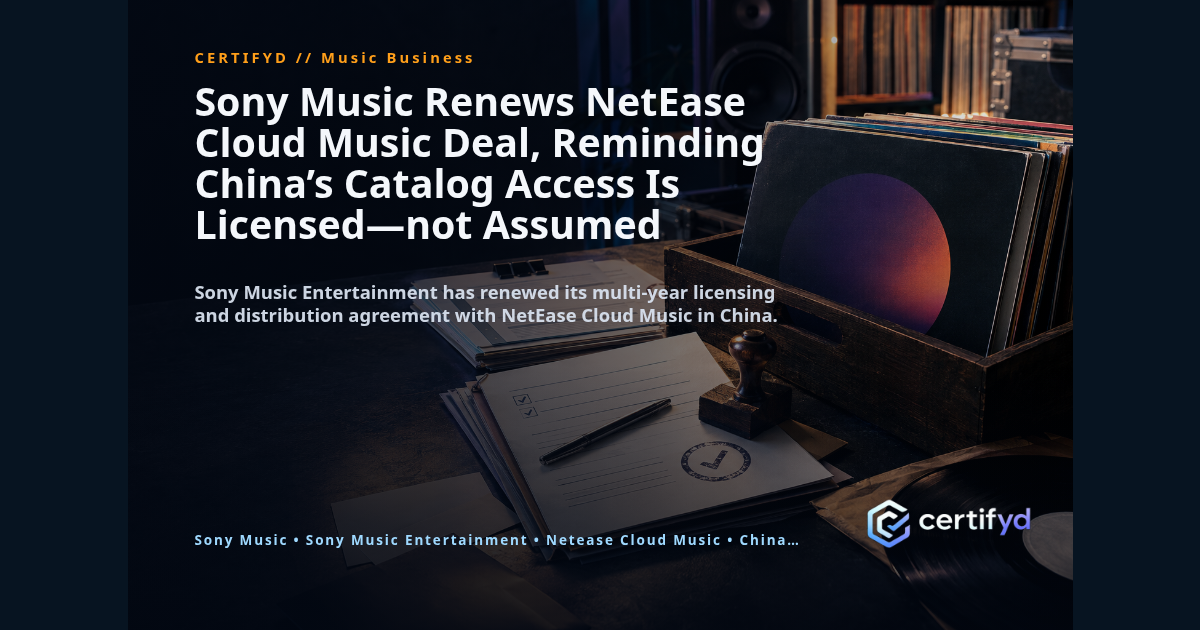 CERTIFYD // Music Business
Sony Music Renews NetEase
Cloud Music Deal, Reminding
China’s Catalog Access Is
Licensed—not Assumed
Sony Music Entertainment has renewed its multi-year licensing
and distribution agreement with NetEase Cloud Music in China.
Sony Music • Sony Music Entertainment • Netease Cloud Music • China…
certifyd